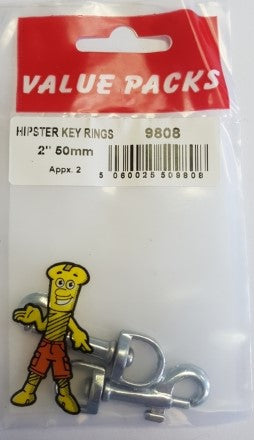 VALUE PACKS
HIPSTER KEY RINGS 9808
2" 50mm
Appx. 2
5 060025 509808